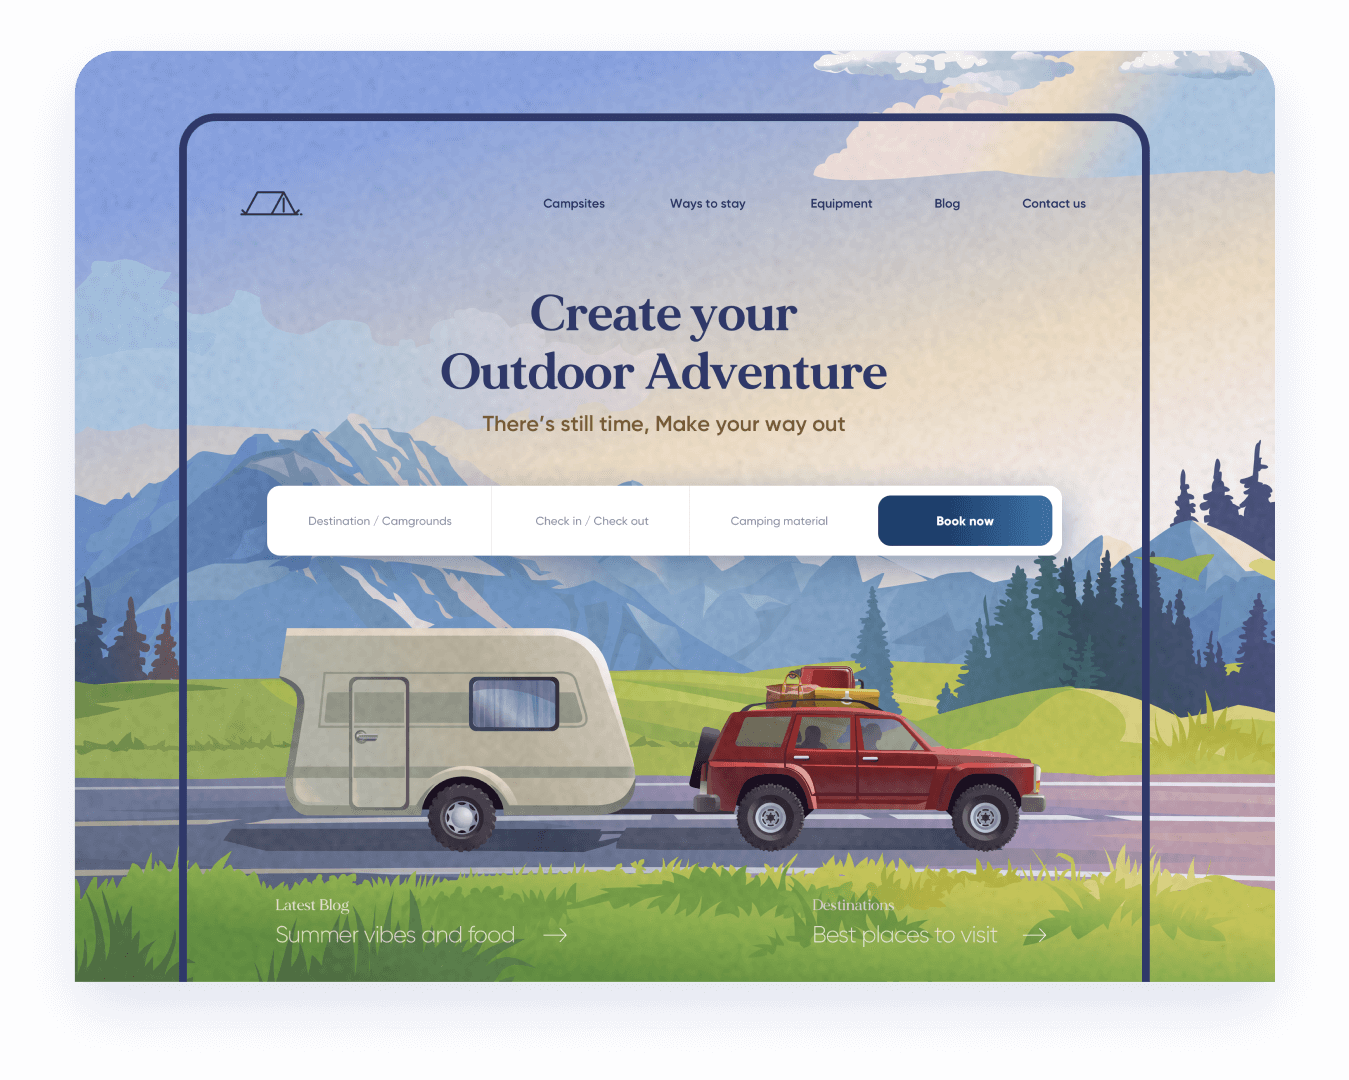 Campsites Ways to stay Equipment Blog Contact us
Create your
Outdoor Adventure
There's still time, Make your way out
Destination / Camgrounds Check in / Check out Camping material Book now
Latest Blog
Summer vibes and food
Destinations
Best places to visit